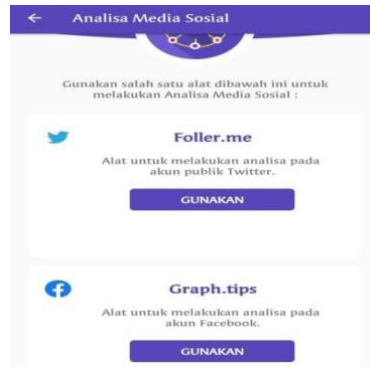 Analisa Media Sosial
Gunakan salah satu alat dibawah ini untuk
melakukan Analisa Media Sosial :
Foller.me
Alat untuk melakukan analisa pada
akun publik Twitter.
GUNAKAN
Graph.tips
Alat untuk melakukan analisa pada
akun Facebook.
GUNAKAN